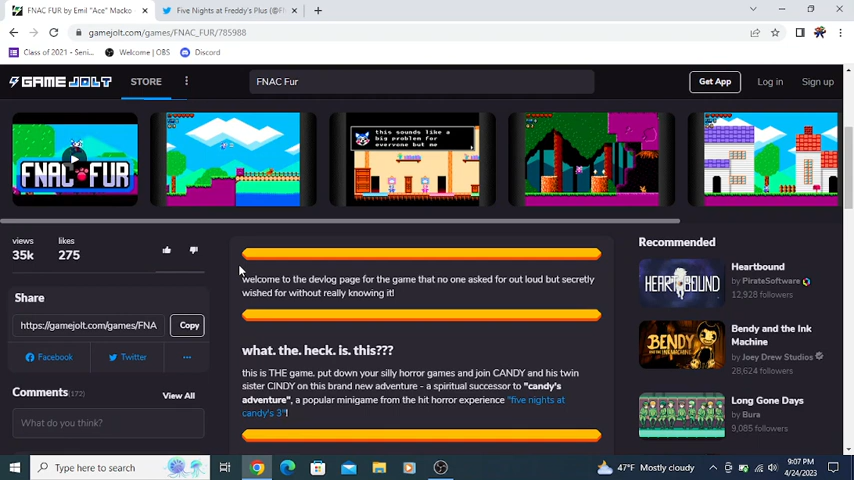 FNAC FUR by Emil "Ace" Macko
Five Nights at Freddy's Plus (@FN
gamejolt.com/games/FNAC_FUR/785988
Class of 2021 - Seni...
Welcome | OBS
Discord
GAME JOLT
STORE
FNAC Fur
Get App
Log in
Sign up
FNAC FUR
this sounds like a
big problem for
everyone but me
views
35k
likes
275
Share
https://gamejolt.com/games/FNA
Copy
Facebook
Twitter
Comments (172)
View All
What do you think?
welcome to the devlog page for the game that no one asked for out loud but secretly
wished for without really knowing it!
what. the. heck. is. this???
this is THE game. put down your silly horror games and join CANDY and his twin
sister CINDY on this brand new adventure - a spiritual successor to "candy's
adventure", a popular minigame from the hit horror experience "five nights at
candy's 3"!
Recommended
HEARTBOUND
Heartbound
by PirateSoftware
12,928 followers
BENDY
Bendy and the Ink
Machine
by Joey Drew Studios
28,624 followers
Long Gone Days
by Bura
9,085 followers
Type here to search
47°F Mostly cloudy
9:07 PM
4/24/2023